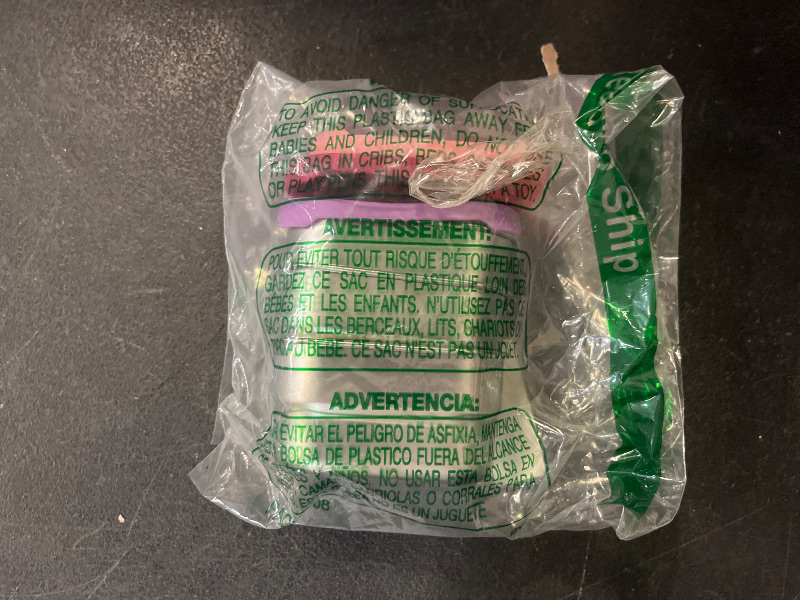 TO AVOID DANGER OF
KEEP THIS PLASTIC BAG AWAY
BABIES AND CHILDREN, DO
THIS BAG IN CRIBS,
OR THIS A TOY.
AVERTISSEMENT:
POUR ÉVITER TOUT RISQUE D'ÉTOUFFEMENT,
GARDEZ CE SAC EN PLASTIQUE LOIN DES
BÉBÉS ET LES ENFANTS. N'UTILISEZ PAS CE
SAC DANS LES BERCEAUX, LITS, CHARIOTS
CE SAC N'EST PAS UN JOUET.
ADVERTENCIA:
EVITAR EL PELIGRO DE ASFIXIA, MANTENGA
BOLSA DE PLASTICO FUERA DEL ALCANCE
Y NIÑOS. NO USAR ESTA BOLSA EN
O CORRALES PARA
ES UN JUGUETE
Ship